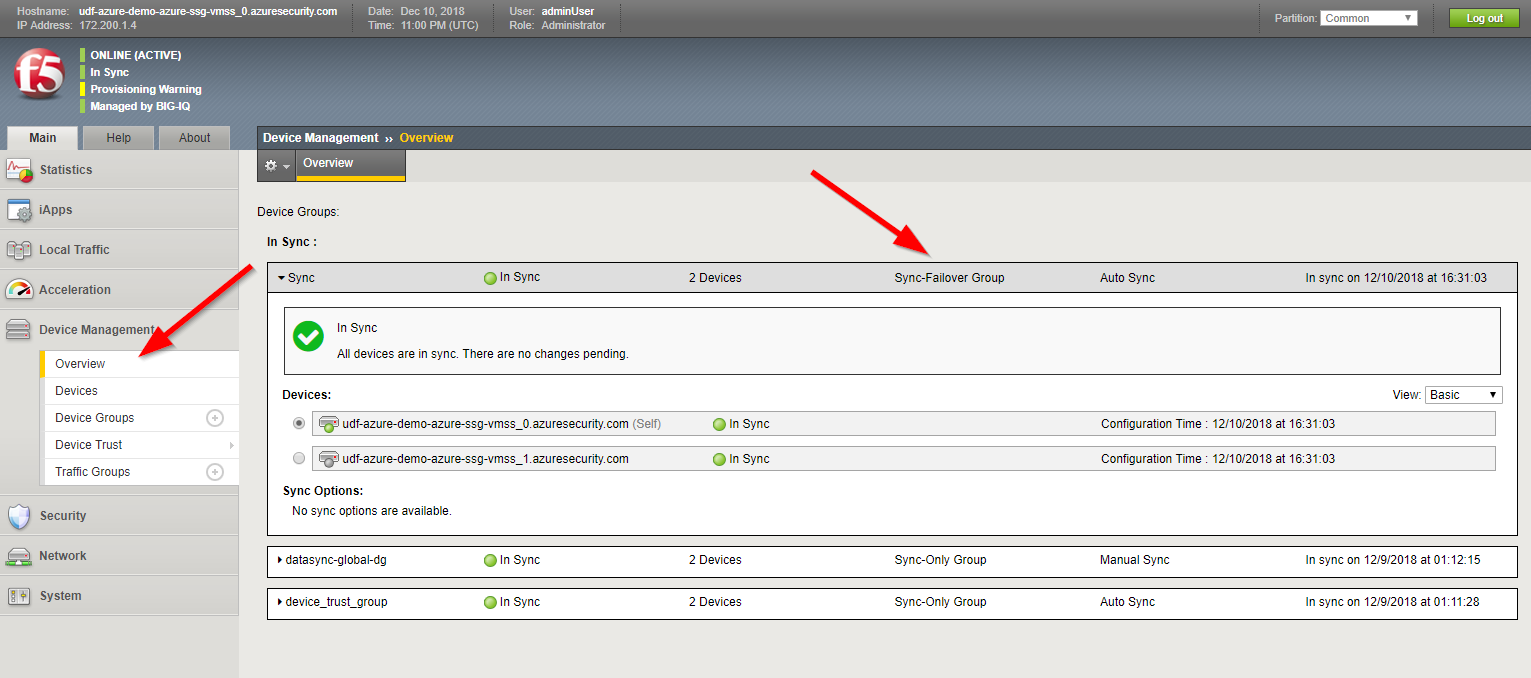 Hostname: udf-azure-demo-azure-ssg-vmss_0.azuresecurity.com Date: Dec 10, 2018 User: adminUser
IP Address: 172.200.1.4 Time: 11:00 PM (UTC) Role: Administrator
Partition: Common Log out
f5
ONLINE (ACTIVE)
In Sync
Provisioning Warning
Managed by BIG-IQ
Main Help About
Device Management ›› Overview
Overview
Statistics
iApps
Local Traffic
Acceleration
Device Management
Overview
Devices
Device Groups
Device Trust
Traffic Groups
Security
Network
System
Device Groups:
In Sync :
Sync In Sync 2 Devices Sync-Failover Group Auto Sync In sync on 12/10/2018 at 16:31:03
In Sync
All devices are in sync. There are no changes pending.
Devices: View: Basic
udf-azure-demo-azure-ssg-vmss_0.azuresecurity.com (Self) In Sync Configuration Time : 12/10/2018 at 16:31:03
udf-azure-demo-azure-ssg-vmss_1.azuresecurity.com In Sync Configuration Time : 12/10/2018 at 16:31:03
Sync Options:
No sync options are available.
datasync-global-dg In Sync 2 Devices Sync-Only Group Manual Sync In sync on 12/9/2018 at 01:12:15
device_trust_group In Sync 2 Devices Sync-Only Group Auto Sync In sync on 12/9/2018 at 01:11:28